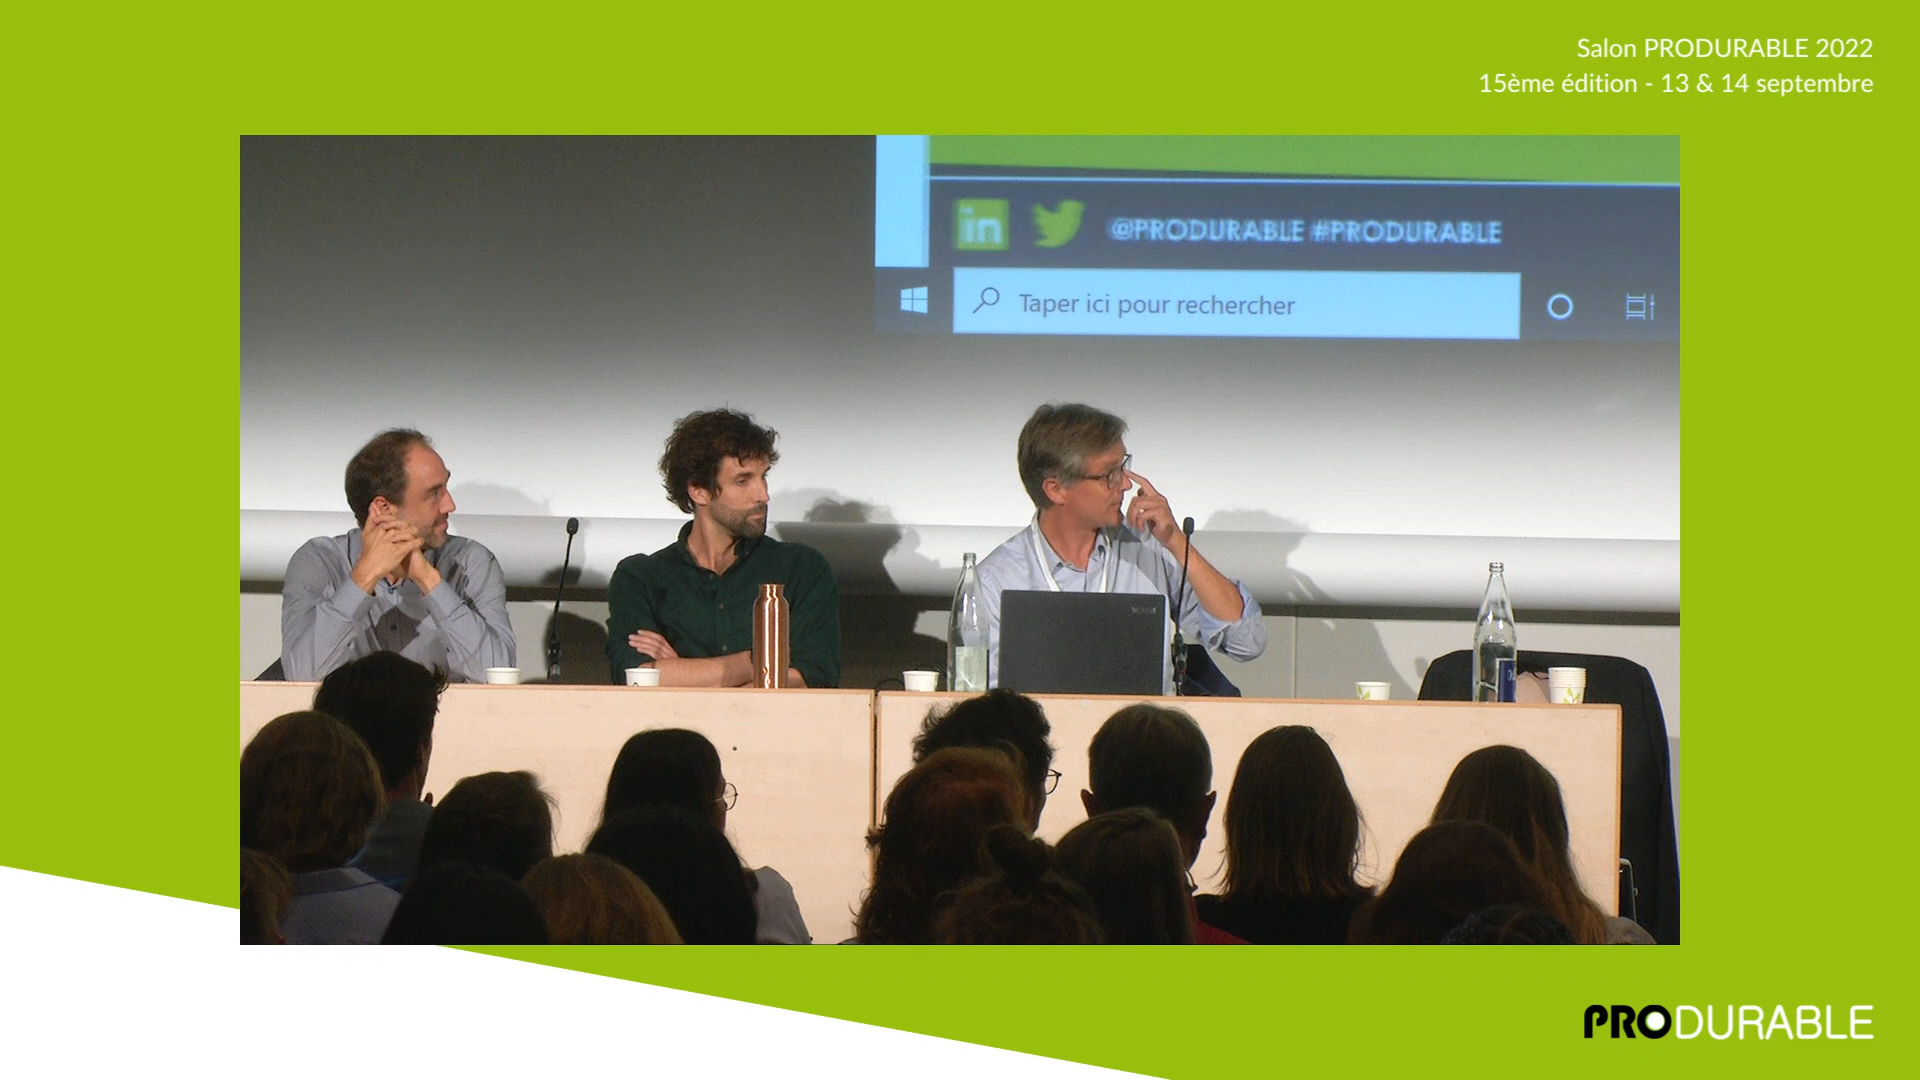 Salon PRODURABLE 2022
15ème édition - 13 & 14 septembre
in
@PRODURABLE #PRODURABLE
Taper ici pour rechercher
PRODURABLE